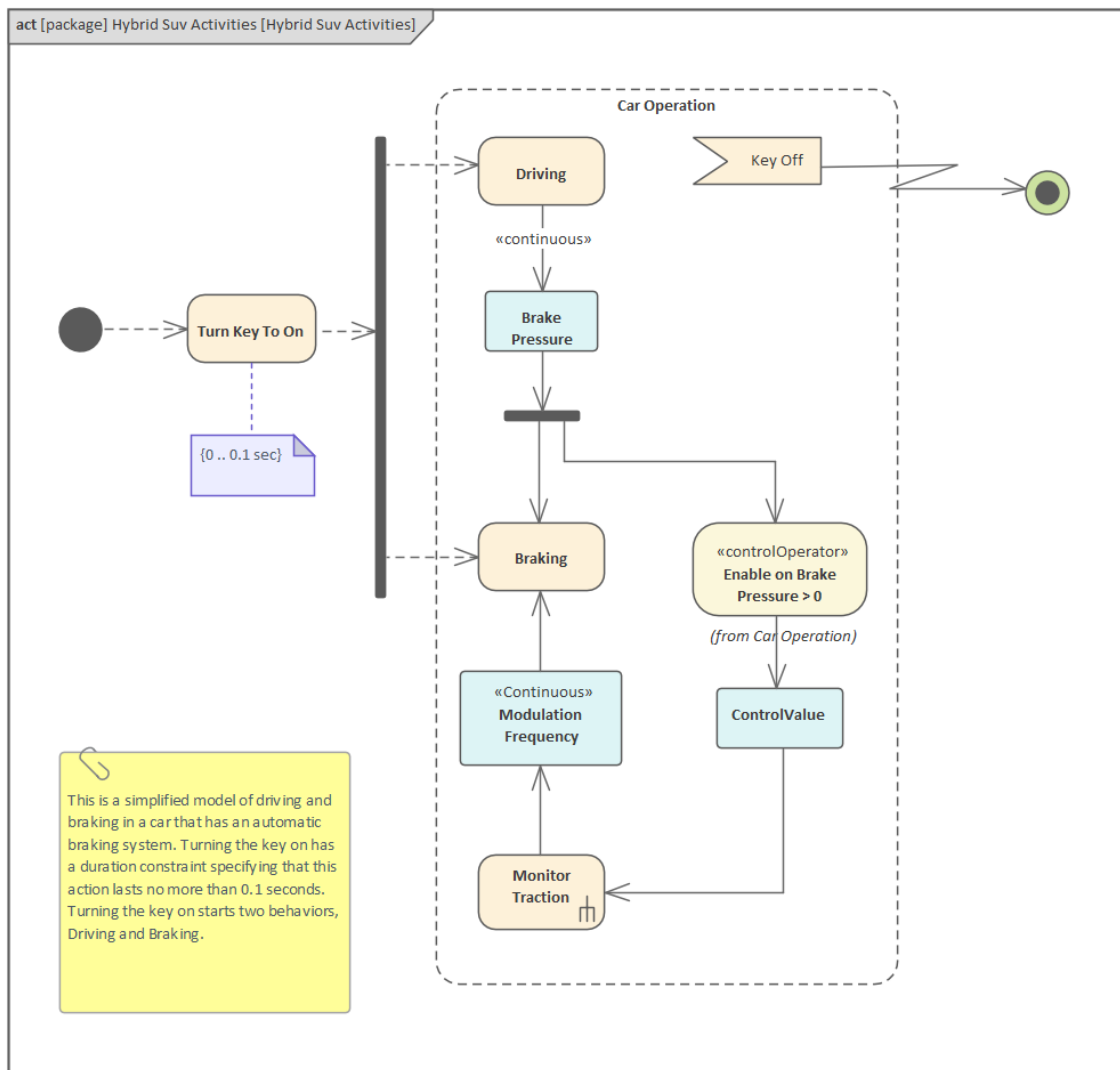 act [package] Hybrid Suv Activities [Hybrid Suv Activities]
Car Operation
Driving
Key Off
«continuous»
Brake
Pressure
Turn Key To On
{0 .. 0.1 sec}
Braking
«controlOperator»
Enable on Brake
Pressure > 0
(from Car Operation)
«Continuous»
Modulation
Frequency
ControlValue
Monitor
Traction
This is a simplified model of driving and
braking in a car that has an automatic
braking system. Turning the key on has
a duration constraint specifying that this
action lasts no more than 0.1 seconds.
Turning the key on starts two behaviors,
Driving and Braking.